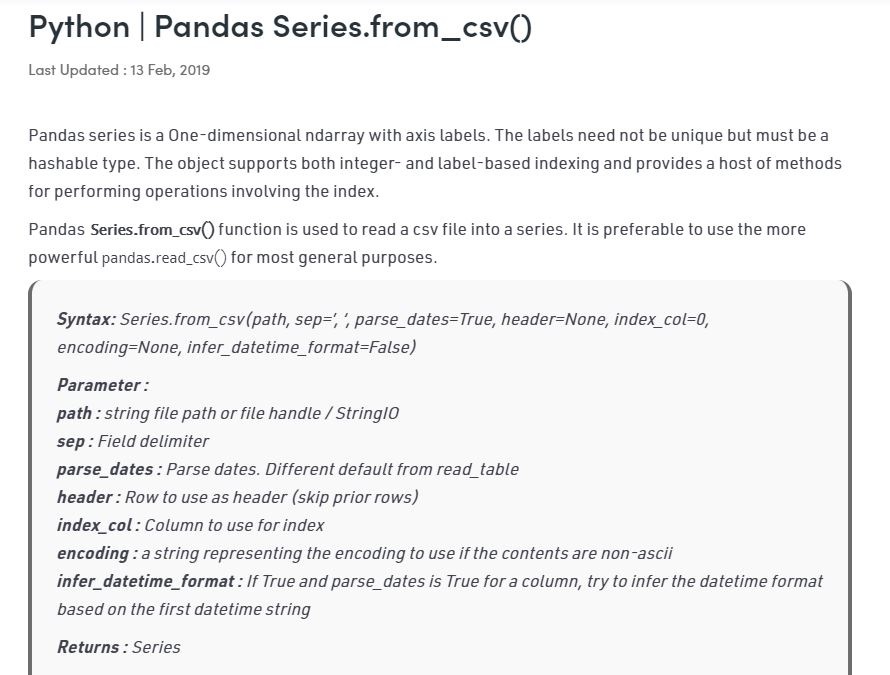 Python | Pandas Series.from_csv()
Last Updated : 13 Feb, 2019
Pandas series is a One-dimensional ndarray with axis labels. The labels need not be unique but must be a
hashable type. The object supports both integer- and label-based indexing and provides a host of methods
for performing operations involving the index.
Pandas Series.from_csv() function is used to read a csv file into a series. It is preferable to use the more
powerful pandas.read_csv() for most general purposes.
Syntax: Series.from_csv(path, sep=’, ‘, parse_dates=True, header=None, index_col=0,
encoding=None, infer_datetime_format=False)
Parameter :
path : string file path or file handle / StringIO
sep : Field delimiter
parse_dates : Parse dates. Different default from read_table
header : Row to use as header (skip prior rows)
index_col : Column to use for index
encoding : a string representing the encoding to use if the contents are non-ascii
infer_datetime_format : If True and parse_dates is True for a column, try to infer the datetime format
based on the first datetime string
Returns : Series